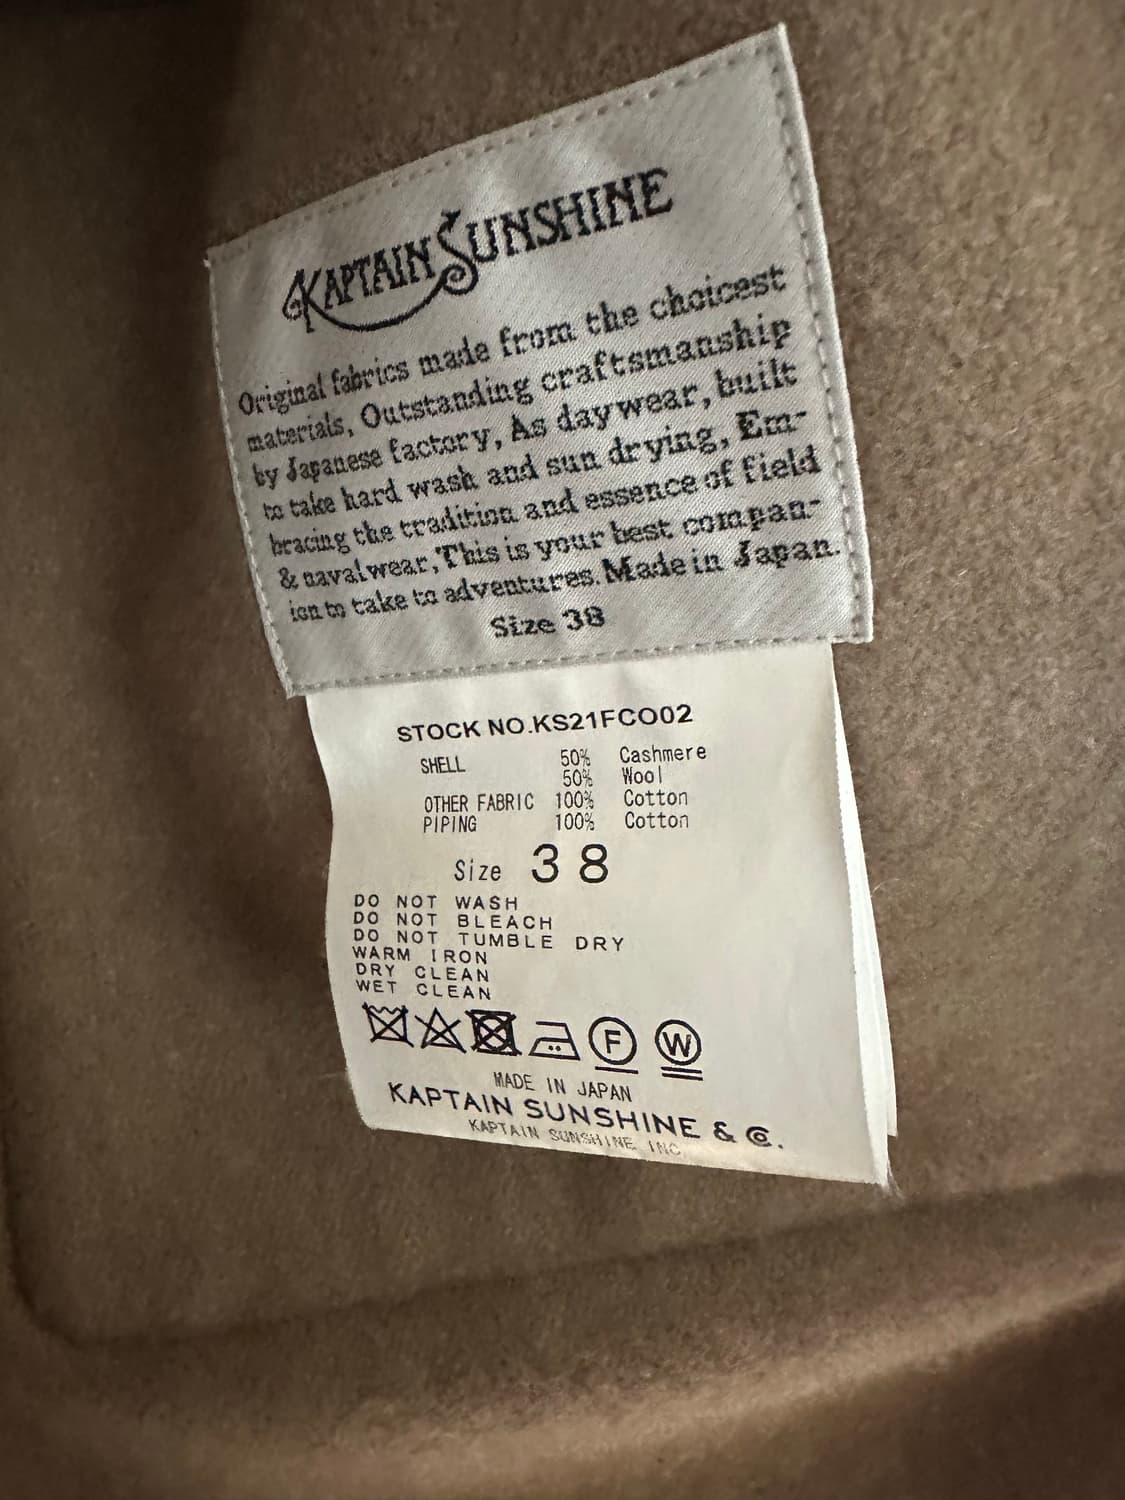 KAPTAIN SUNSHINE
Original fabrics made from the choicest
materials, Outstanding craftsmanship
by Japanese factory, As daywear, built
to take hard wash and sun drying, Em-
bracing the tradition and essence of field
& naval wear, This is your best compan-
ion to take to adventures. Made in Japan.
Size 38
STOCK NO.KS21FCO02
SHELL 50% Cashmere
50% Wool
OTHER FABRIC 100% Cotton
PIPING 100% Cotton
Size 38
DO NOT WASH
DO NOT BLEACH
DO NOT TUMBLE DRY
WARM IRON
DRY CLEAN
WET CLEAN
F W
MADE IN JAPAN
KAPTAIN SUNSHINE & Co.
KAPTAIN SUNSHINE INC